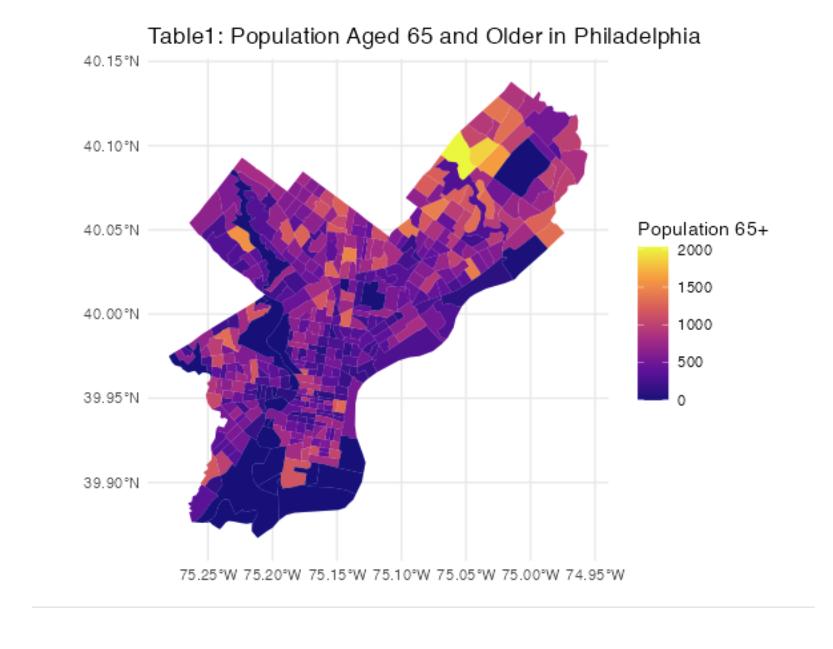 Table1: Population Aged 65 and Older in Philadelphia
40.15°N
40.10°N
40.05°N
40.00°N
39.95°N
39.90°N
75.25°W 75.20°W 75.15°W 75.10°W 75.05°W 75.00°W 74.95°W
Population 65+
2000
1500
1000
500
0